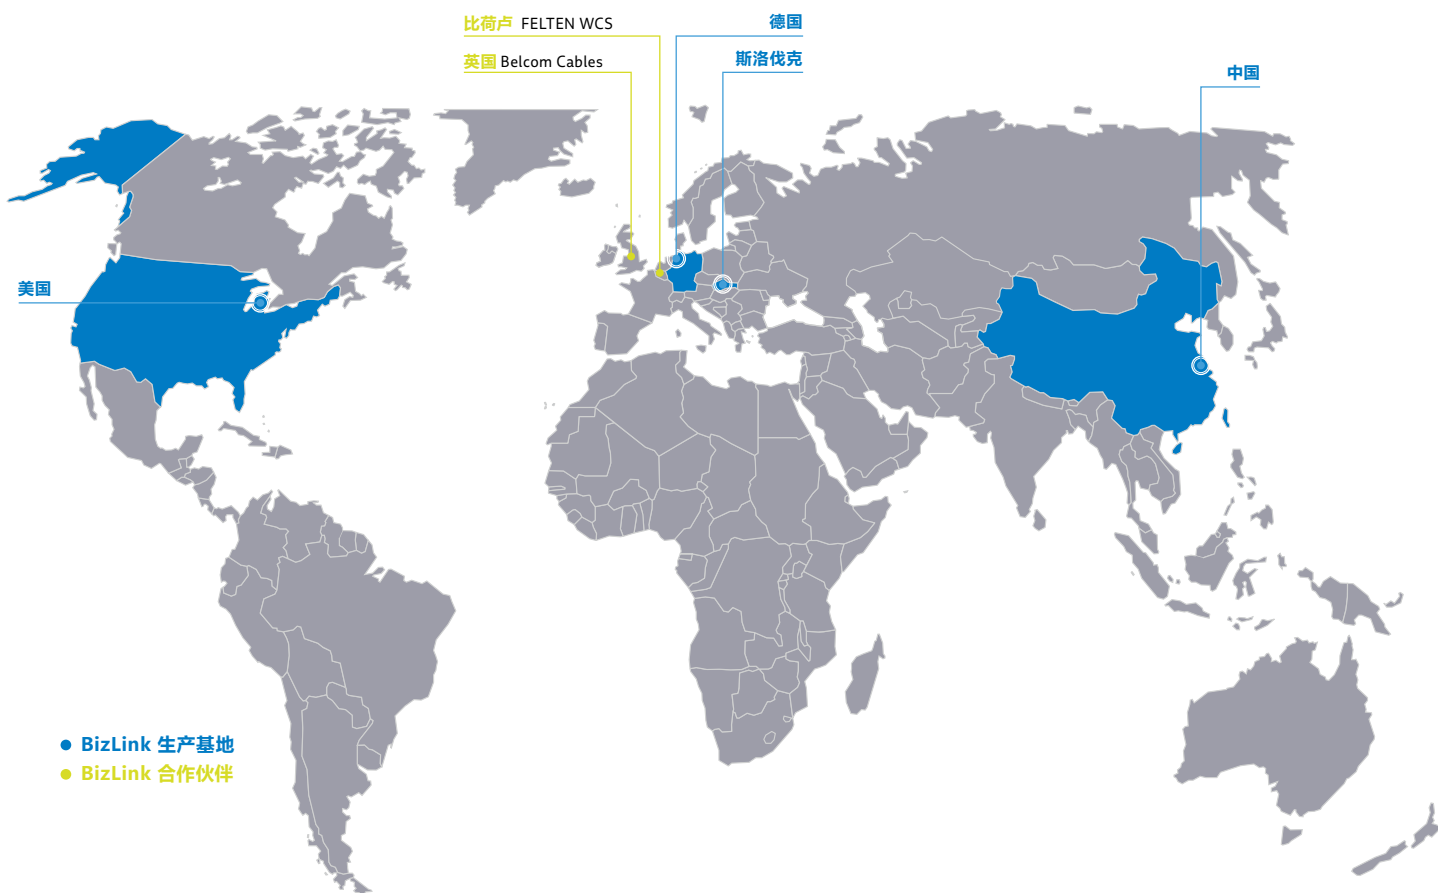 比荷卢 FELTEN WCS
英国 Belcom Cables
德国
斯洛伐克
中国
美国
BizLink 生产基地
BizLink 合作伙伴